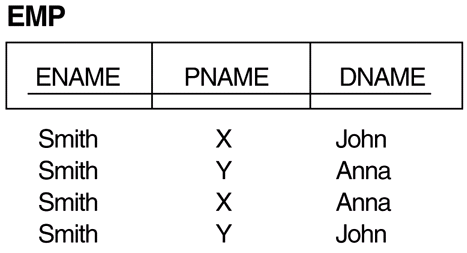 EMP
ENAME PNAME DNAME
Smith X John
Smith Y Anna
Smith X Anna
Smith Y John